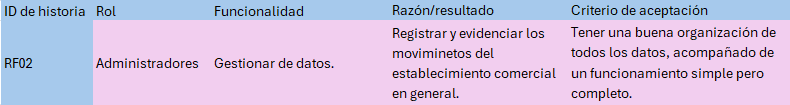 ID de historia Rol Funcionalidad Razón/resultado Criterio de aceptación
RF02 Administradores Gestionar de datos.
Registrar y evidenciar los
moviminetos del
establecimiento comercial
en general.
Tener una buena organización de
todos los datos, acompañado de
un funcionamiento simple pero
completo.